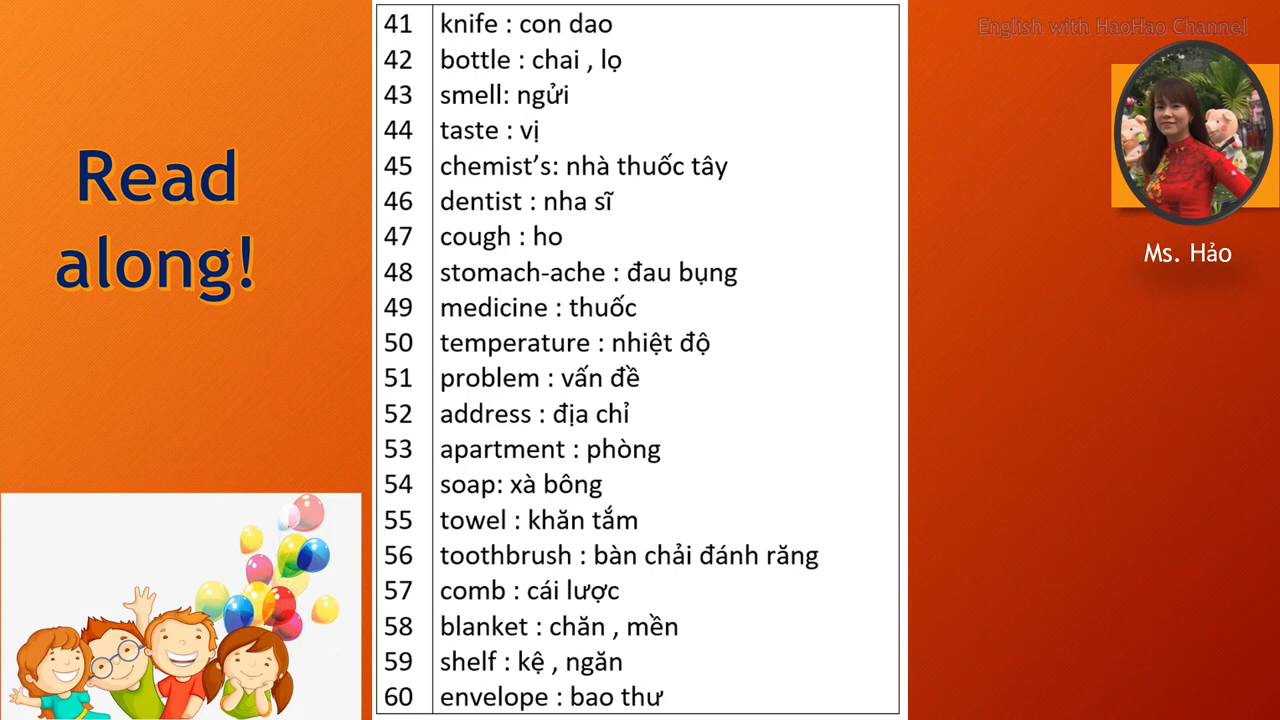 Read
along!
41 knife : con dao
42 bottle : chai , lọ
43 smell: ngửi
44 taste : vị
45 chemist’s: nhà thuốc tây
46 dentist : nha sĩ
47 cough : ho
48 stomach-ache : đau bụng
49 medicine : thuốc
50 temperature : nhiệt độ
51 problem : vấn đề
52 address : địa chỉ
53 apartment : phòng
54 soap: xà bông
55 towel : khăn tắm
56 toothbrush : bàn chải đánh răng
57 comb : cái lược
58 blanket : chăn , mền
59 shelf : kệ , ngăn
60 envelope : bao thư
English with HaoHao Channel
Ms. Hảo